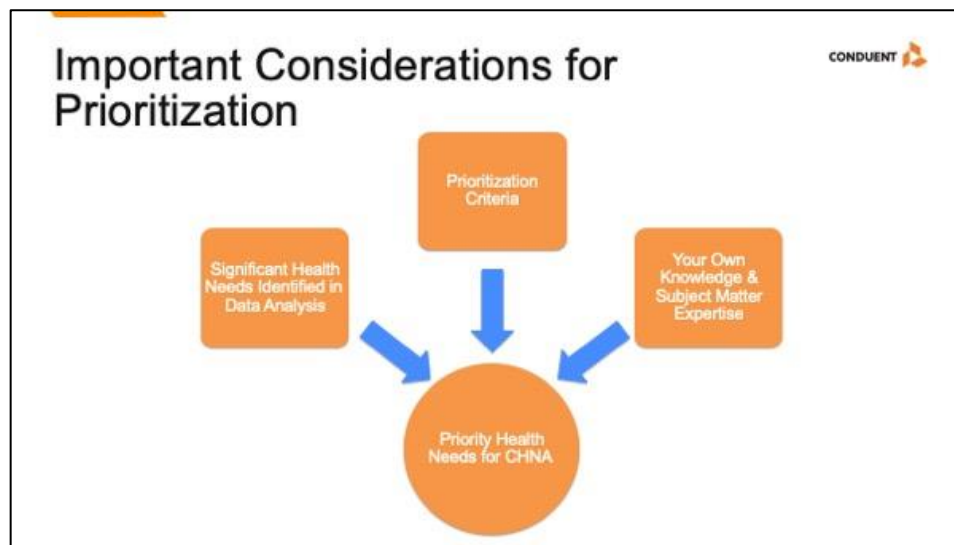 Important Considerations for
Prioritization
CONDUENT
Prioritization
Criteria
Significant Health
Needs Identified in
Data Analysis
Your Own
Knowledge &
Subject Matter
Expertise
Priority Health
Needs for CHNA